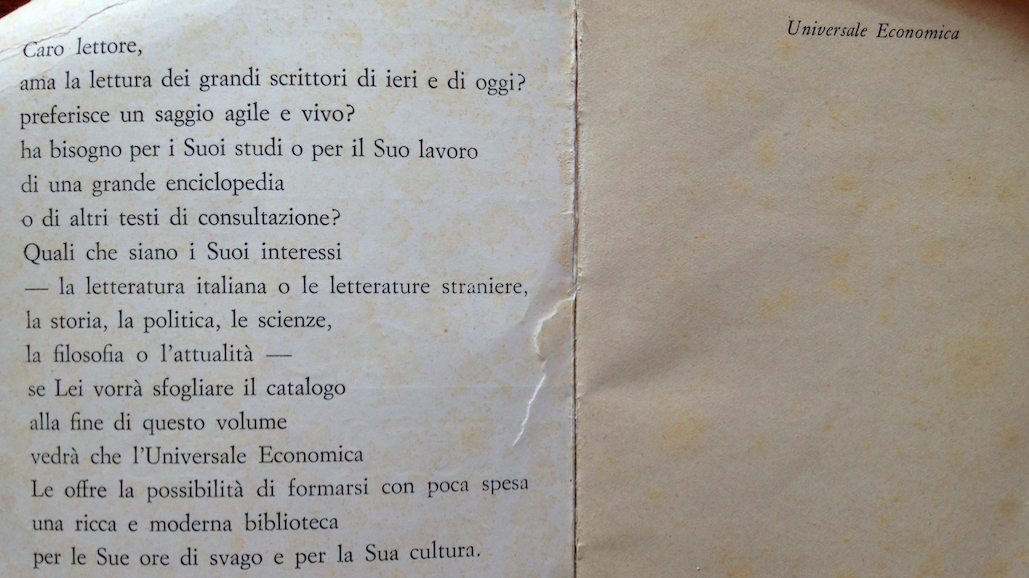 Caro lettore,
ama la lettura dei grandi scrittori di ieri e di oggi?
preferisce un saggio agile e vivo?
ha bisogno per i Suoi studi o per il Suo lavoro
di una grande enciclopedia
o di altri testi di consultazione?
Quali che siano i Suoi interessi
— la letteratura italiana o le letterature straniere,
la storia, la politica, le scienze,
la filosofia o l'attualità —
se Lei vorrà sfogliare il catalogo
alla fine di questo volume
vedrà che l'Universale Economica
Le offre la possibilità di formarsi con poca spesa
una ricca e moderna biblioteca
per le Sue ore di svago e per la Sua cultura.
Universale Economica